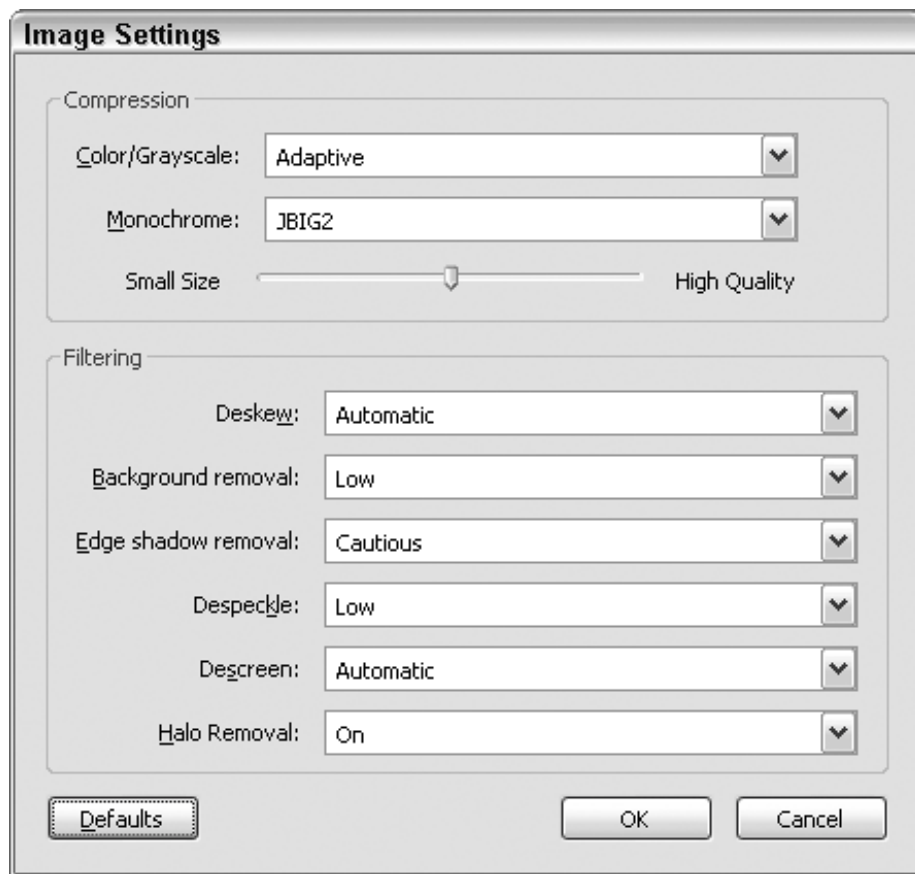 Image Settings
Compression
Color/Grayscale: Adaptive
Monochrome: JBIG2
Small Size High Quality
Filtering
Deskew: Automatic
Background removal: Low
Edge shadow removal: Cautious
Despeckle: Low
Descreen: Automatic
Halo Removal: On
Defaults OK Cancel